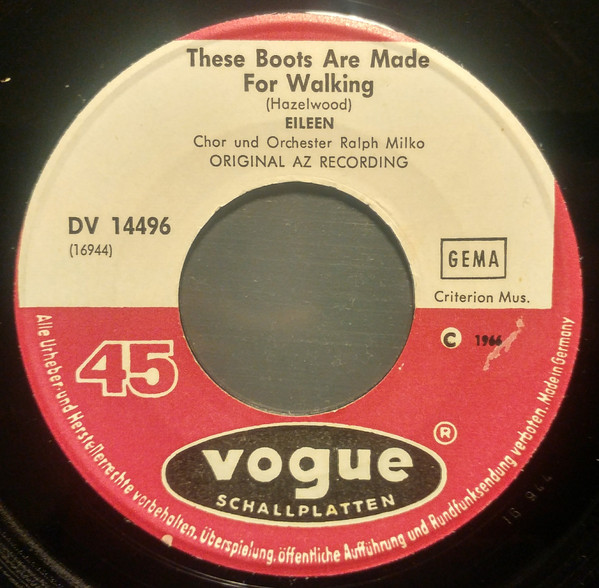 These Boots Are Made
For Walking
(Hazelwood)
EILEEN
Chor und Orchester Ralph Milko
ORIGINAL AZ RECORDING
DV 14496
(16944)
GEMA
Criterion Mus.
45
C 1966
vogue ®
SCHALLPLATTEN
Alle Urheber- und Herstellerrechte vorbehalten. Überspielung, öffentliche Aufführung und Rundfunksendung verboten. Made in Germany